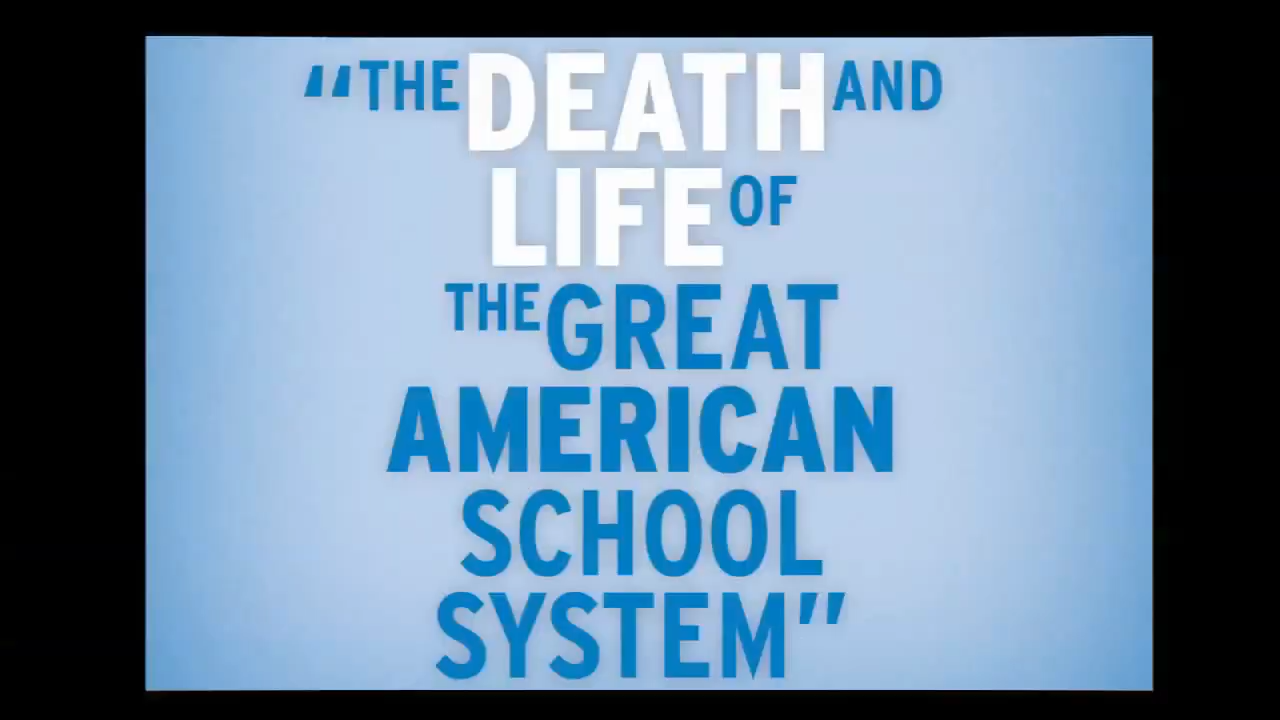 “THE DEATH AND
LIFE OF
THE GREAT
AMERICAN
SCHOOL
SYSTEM”